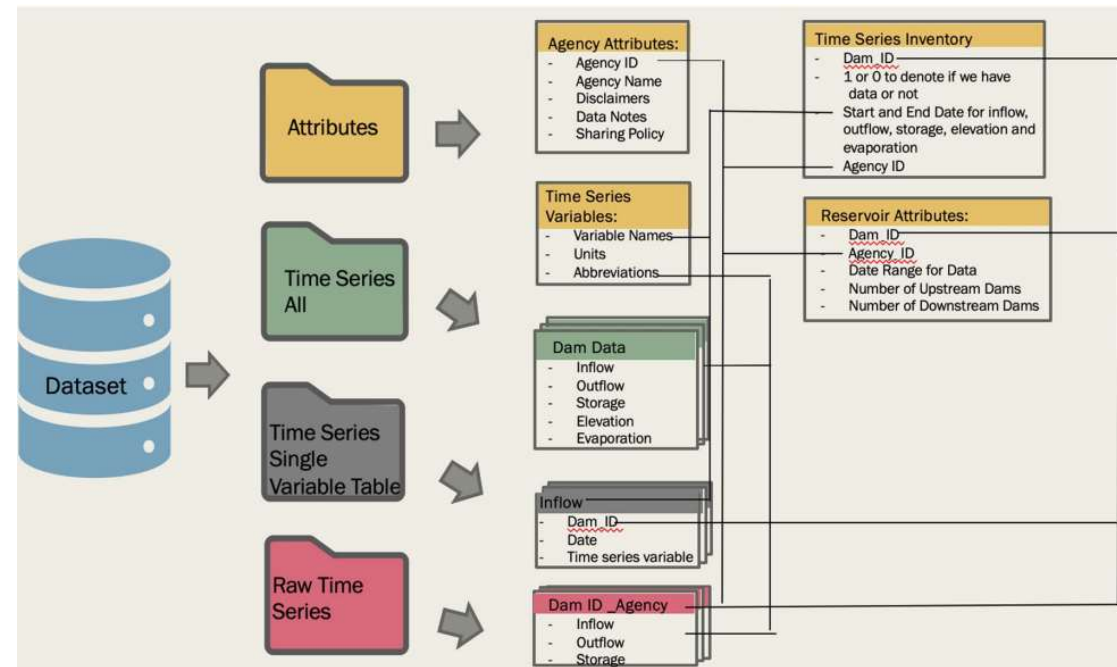 Dataset
Attributes
Time Series
All
Time Series
Single
Variable Table
Raw Time
Series
Agency Attributes:
- Agency ID
- Agency Name
- Disclaimers
- Data Notes
- Sharing Policy
Time Series
Variables:
- Variable Names
- Units
- Abbreviations
Dam Data
- Inflow
- Outflow
- Storage
- Elevation
- Evaporation
Inflow
- Dam_ID
- Date
- Time series variable
Dam ID _Agency
- Inflow
- Outflow
- Storage
Time Series Inventory
- Dam_ID
- 1 or 0 to denote if we have
data or not
- Start and End Date for inflow,
outflow, storage, elevation and
evaporation
- Agency ID
Reservoir Attributes:
- Dam_ID
- Agency_ID
- Date Range for Data
- Number of Upstream Dams
- Number of Downstream Dams